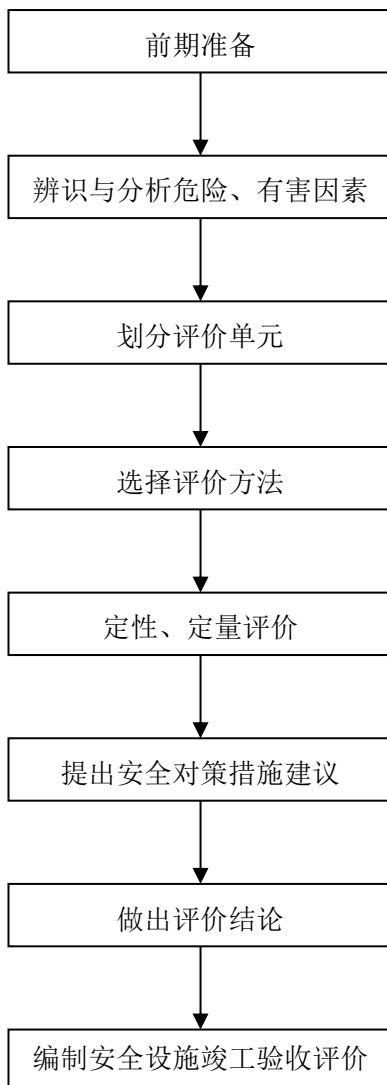 前期准备
辨识与分析危险、有害因素
划分评价单元
选择评价方法
定性、定量评价
提出安全对策措施建议
做出评价结论
编制安全设施竣工验收评价